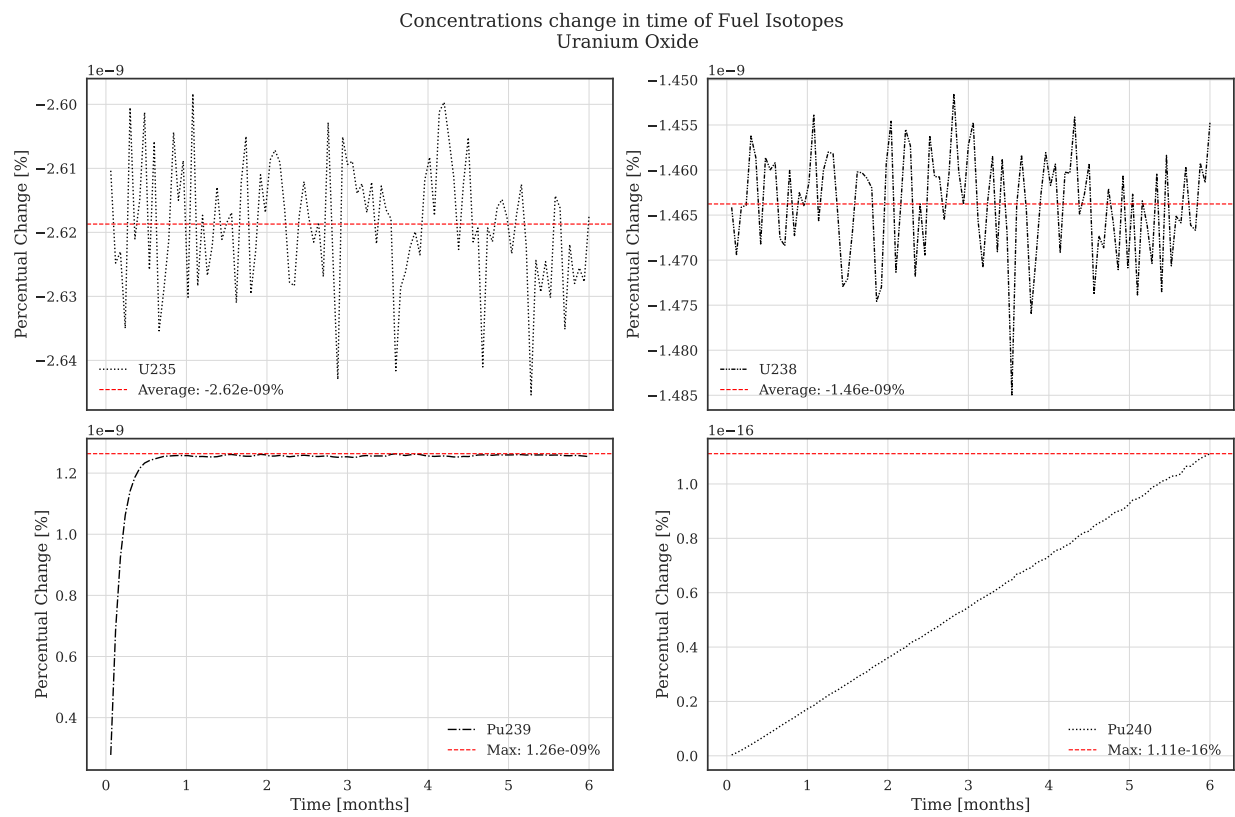 Concentrations change in time of Fuel Isotopes
Uranium Oxide
1e−9
−2.60
−2.61
−2.62
−2.63
−2.64
Percentual Change [%]
U235
Average: -2.62e-09%
1e−9
−1.450
−1.455
−1.460
−1.465
−1.470
−1.475
−1.480
−1.485
Percentual Change [%]
U238
Average: -1.46e-09%
1e−9
1.2
1.0
0.8
0.6
0.4
Percentual Change [%]
Pu239
Max: 1.26e-09%
0 1 2 3 4 5 6
Time [months]
1e−16
1.0
0.8
0.6
0.4
0.2
0.0
Percentual Change [%]
Pu240
Max: 1.11e-16%
0 1 2 3 4 5 6
Time [months]